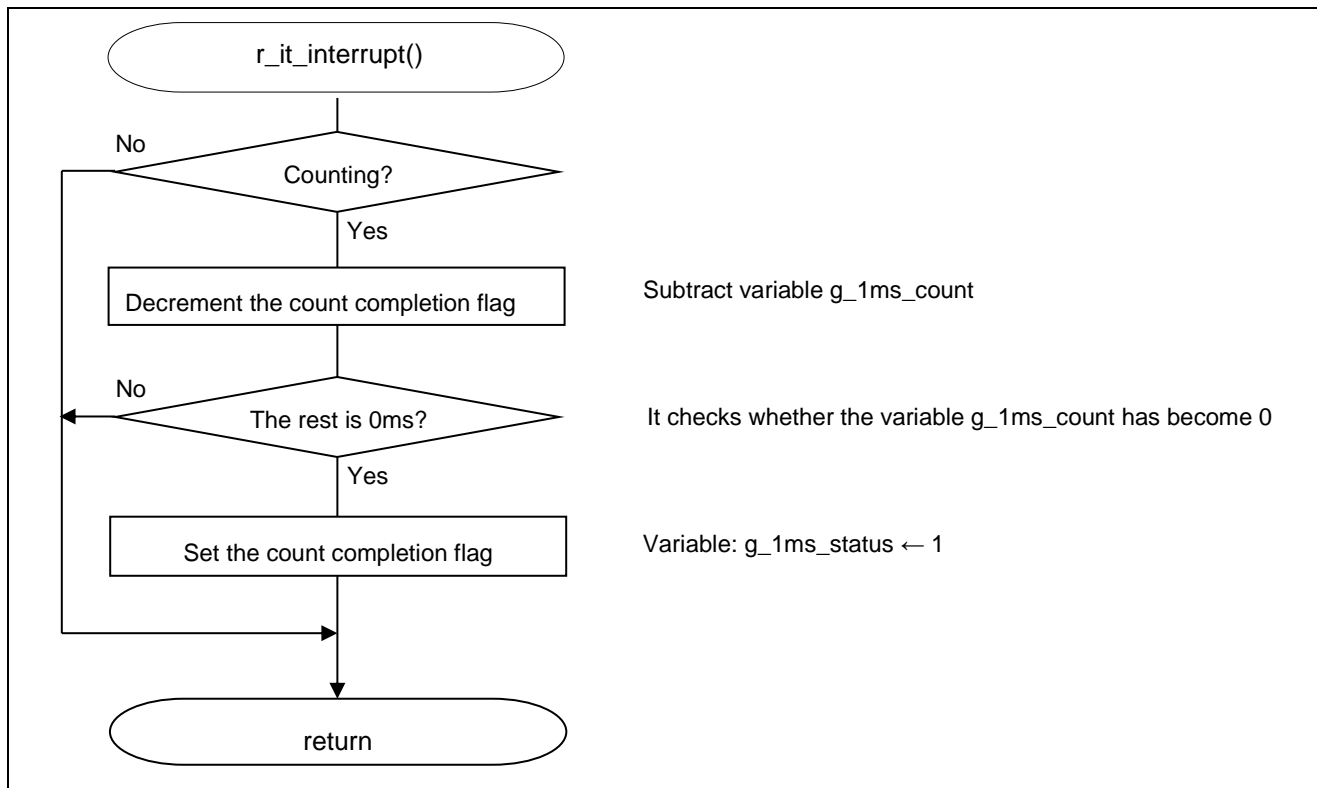 r_it_interrupt()
No
Counting?
Yes
Decrement the count completion flag
Subtract variable g_1ms_count
No
The rest is 0ms?
It checks whether the variable g_1ms_count has become 0
Yes
Set the count completion flag
Variable: g_1ms_status ← 1
return